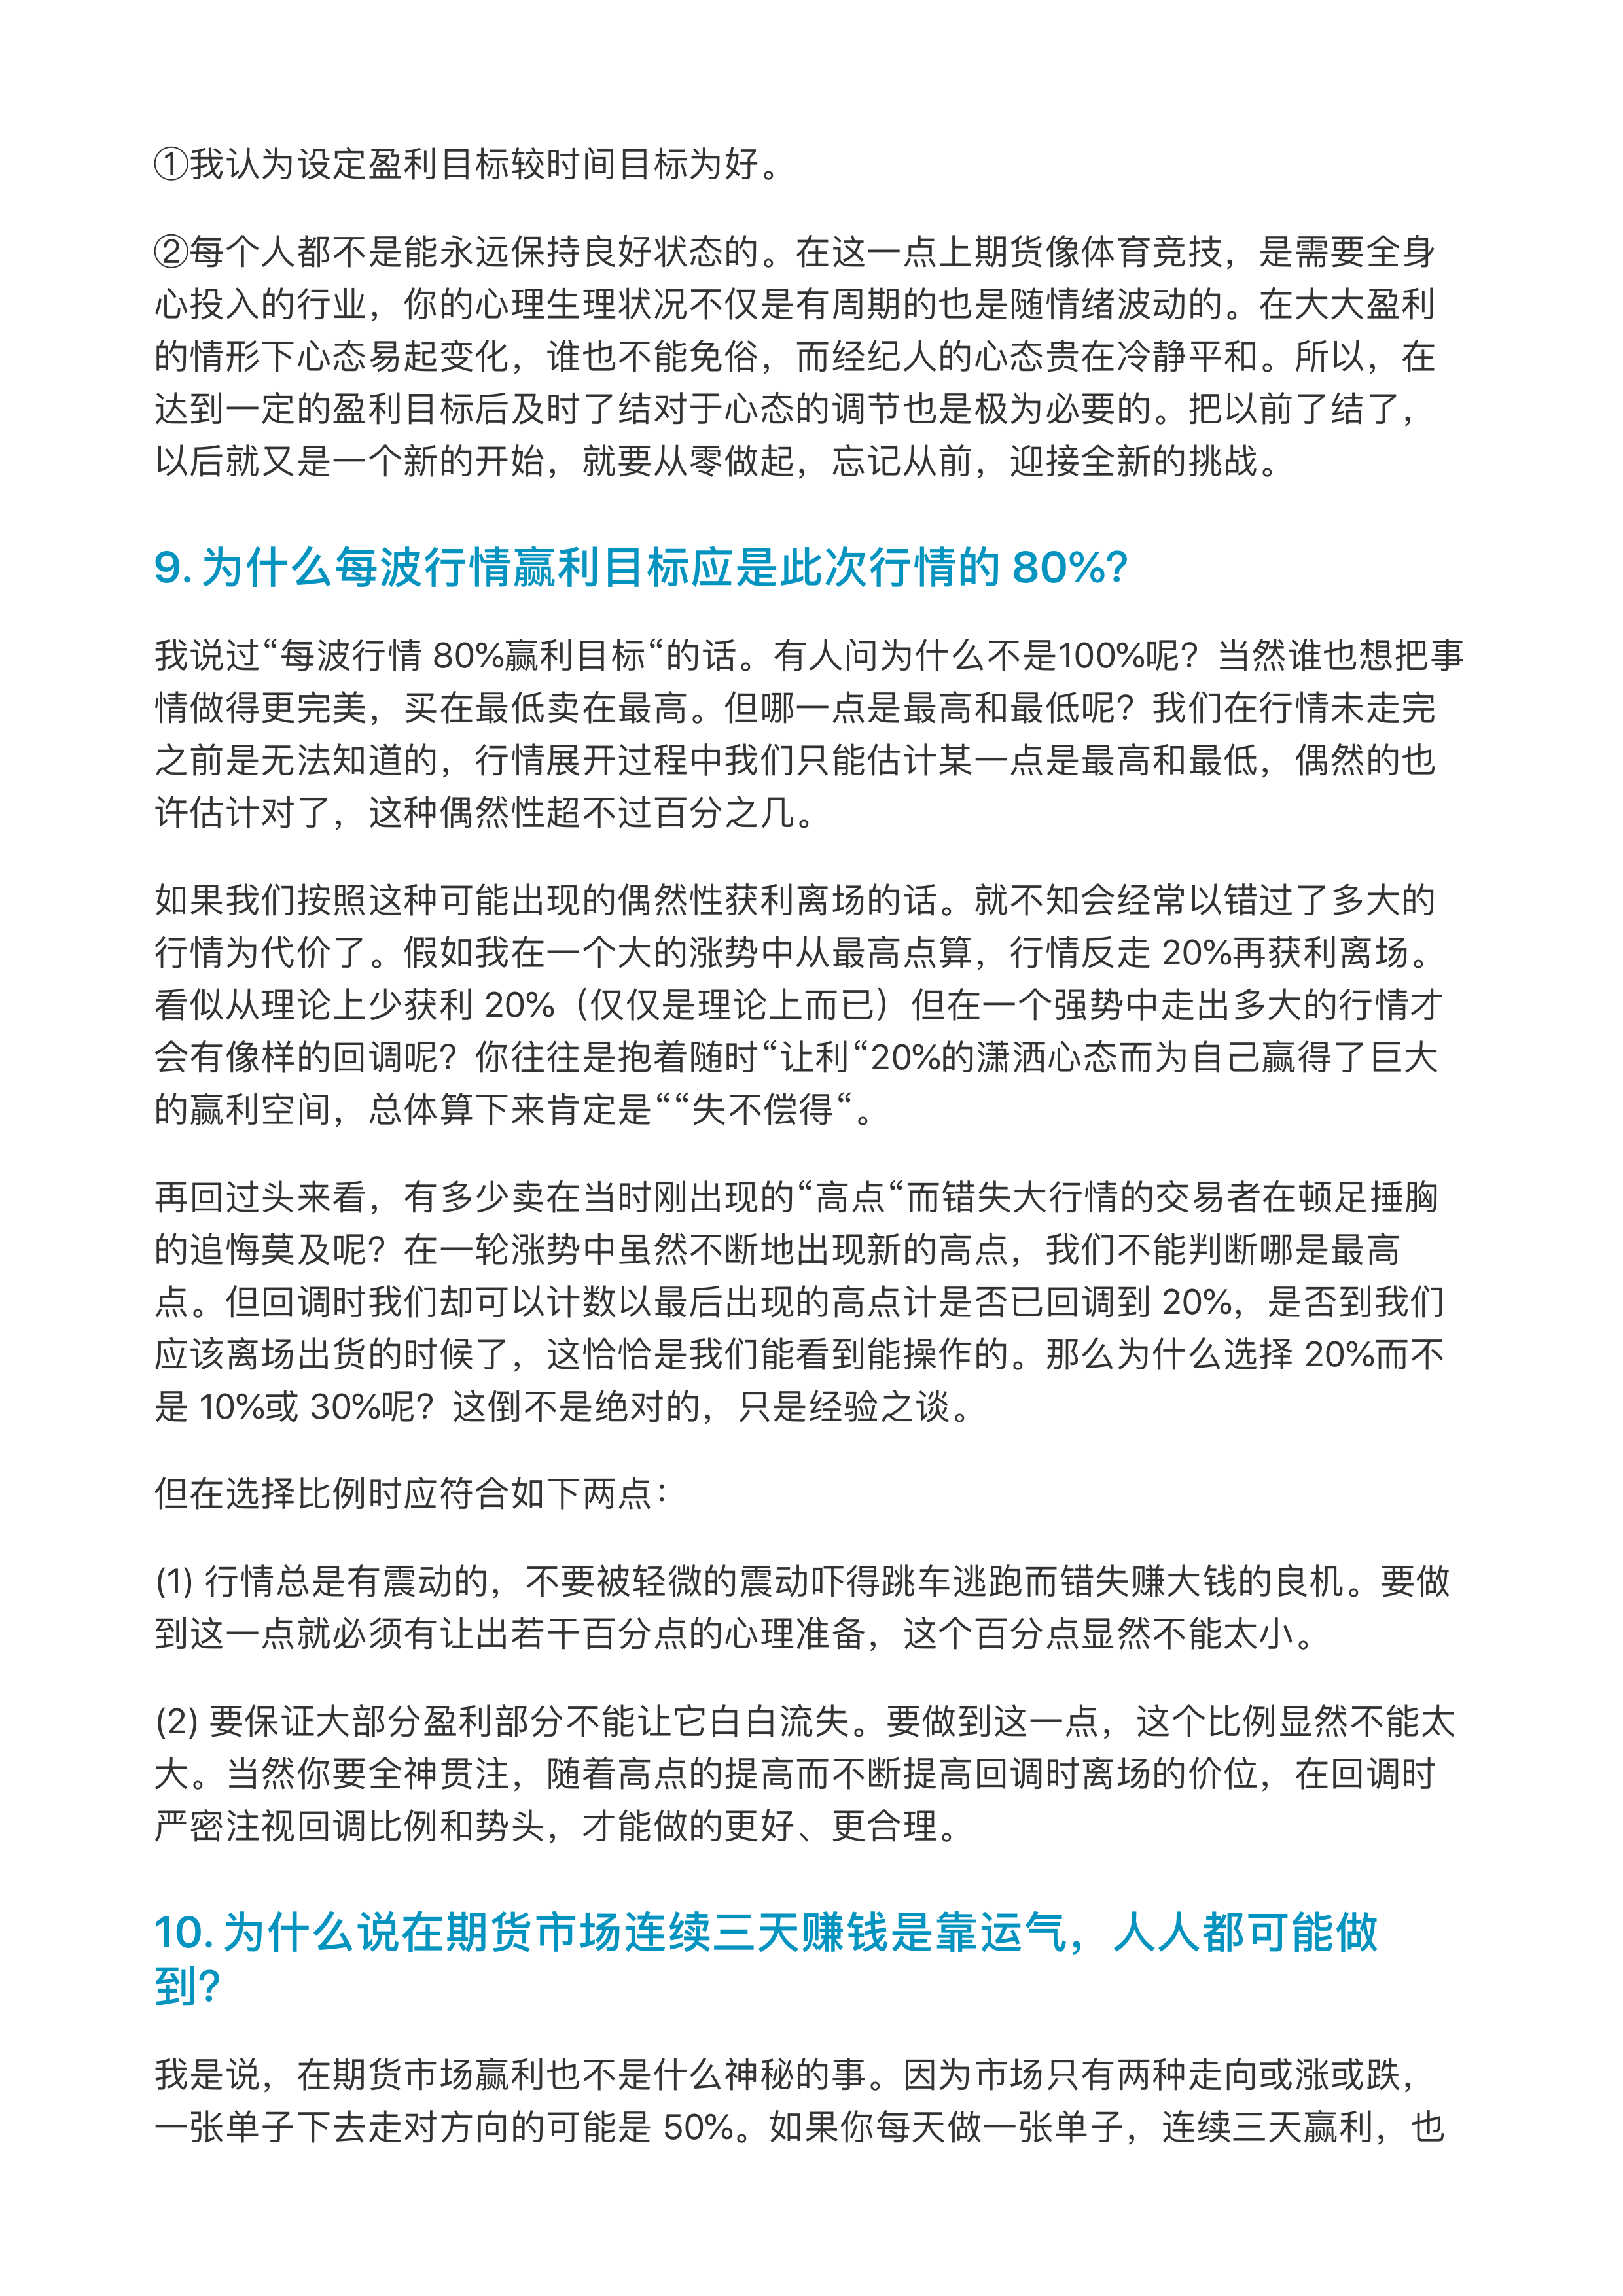 ①我认为设定盈利目标较时间目标为好。
②每个人都不是能永远保持良好状态的。在这一点上期货像体育竞技，是需要全身
心投入的行业，你的心理生理状况不仅是有周期的也是随情绪波动的。在大大盈利
的情形下心态易起变化，谁也不能免俗，而经纪人的心态贵在冷静平和。所以，在
达到一定的盈利目标后及时了结对于心态的调节也是极为必要的。把以前了结了，
以后就又是一个新的开始，就要从零做起，忘记从前，迎接全新的挑战。
9. 为什么每波行情赢利目标应是此次行情的 80%?
我说过“每波行情 80%赢利目标“的话。有人问为什么不是100%呢？当然谁也想把事
情做得更完美，买在最低卖在最高。但哪一点是最高和最低呢？我们在行情未走完
之前是无法知道的，行情展开过程中我们只能估计某一点是最高和最低，偶然的也
许估计对了，这种偶然性超不过百分之几。
如果我们按照这种可能出现的偶然性获利离场的话。就不知会经常以错过了多大的
行情为代价了。假如我在一个大的涨势中从最高点算，行情反走 20%再获利离场。
看似从理论上少获利 20%（仅仅是理论上而已）但在一个强势中走出多大的行情才
会有像样的回调呢？你往往是抱着随时“让利“20%的潇洒心态而为自己赢得了巨大
的赢利空间，总体算下来肯定是““失不偿得“。
再回过头来看，有多少卖在当时刚出现的“高点“而错失大行情的交易者在顿足捶胸
的追悔莫及呢？在一轮涨势中虽然不断地出现新的高点，我们不能判断哪是最高
点。但回调时我们却可以计数以最后出现的高点计是否已回调到 20%，是否到我们
应该离场出货的时候了，这恰恰是我们能看到能操作的。那么为什么选择 20%而不
是 10%或 30%呢？这倒不是绝对的，只是经验之谈。
但在选择比例时应符合如下两点：
(1) 行情总是有震动的，不要被轻微的震动吓得跳车逃跑而错失赚大钱的良机。要做
到这一点就必须有让出若干百分点的心理准备，这个百分点显然不能太小。
(2) 要保证大部分盈利部分不能让它白白流失。要做到这一点，这个比例显然不能太
大。当然你要全神贯注，随着高点的提高而不断提高回调时离场的价位，在回调时
严密注视回调比例和势头，才能做的更好、更合理。
10. 为什么说在期货市场连续三天赚钱是靠运气，人人都可能做
到?
我是说，在期货市场赢利也不是什么神秘的事。因为市场只有两种走向或涨或跌，
一张单子下去走对方向的可能是 50%。如果你每天做一张单子，连续三天赢利，也